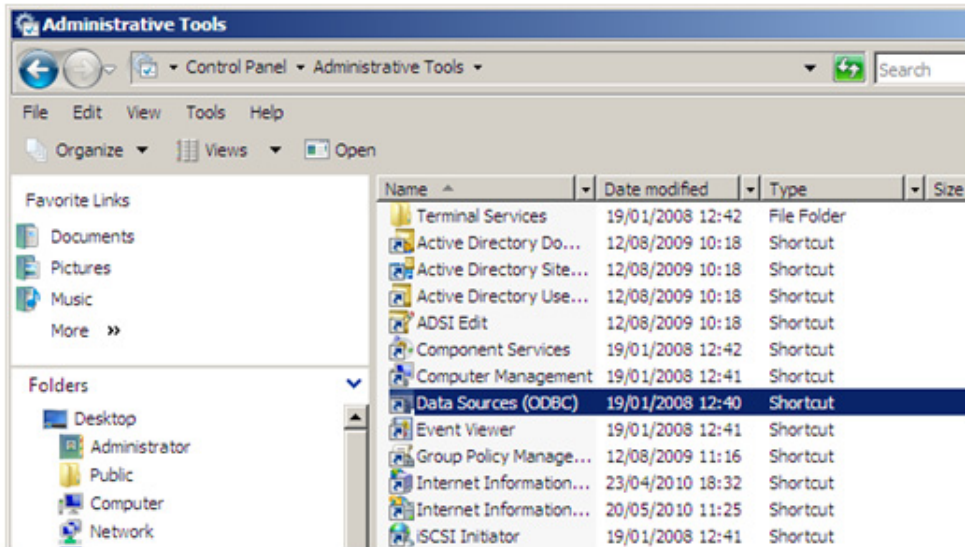 Administrative Tools
Control Panel Administrative Tools
Search
File Edit View Tools Help
Organize Views Open
Favorite Links
Documents
Pictures
Music
More »
Folders
Desktop
Administrator
Public
Computer
Network
Name Date modified Type Size
Terminal Services 19/01/2008 12:42 File Folder
Active Directory Do... 12/08/2009 10:18 Shortcut
Active Directory Site... 12/08/2009 10:18 Shortcut
Active Directory Use... 12/08/2009 10:18 Shortcut
ADSI Edit 12/08/2009 10:18 Shortcut
Component Services 19/01/2008 12:42 Shortcut
Computer Management 19/01/2008 12:41 Shortcut
Data Sources (ODBC) 19/01/2008 12:40 Shortcut
Event Viewer 19/01/2008 12:41 Shortcut
Group Policy Manage... 12/08/2009 11:16 Shortcut
Internet Information... 23/04/2010 18:32 Shortcut
Internet Information... 20/05/2010 11:25 Shortcut
iSCSI Initiator 19/01/2008 12:41 Shortcut